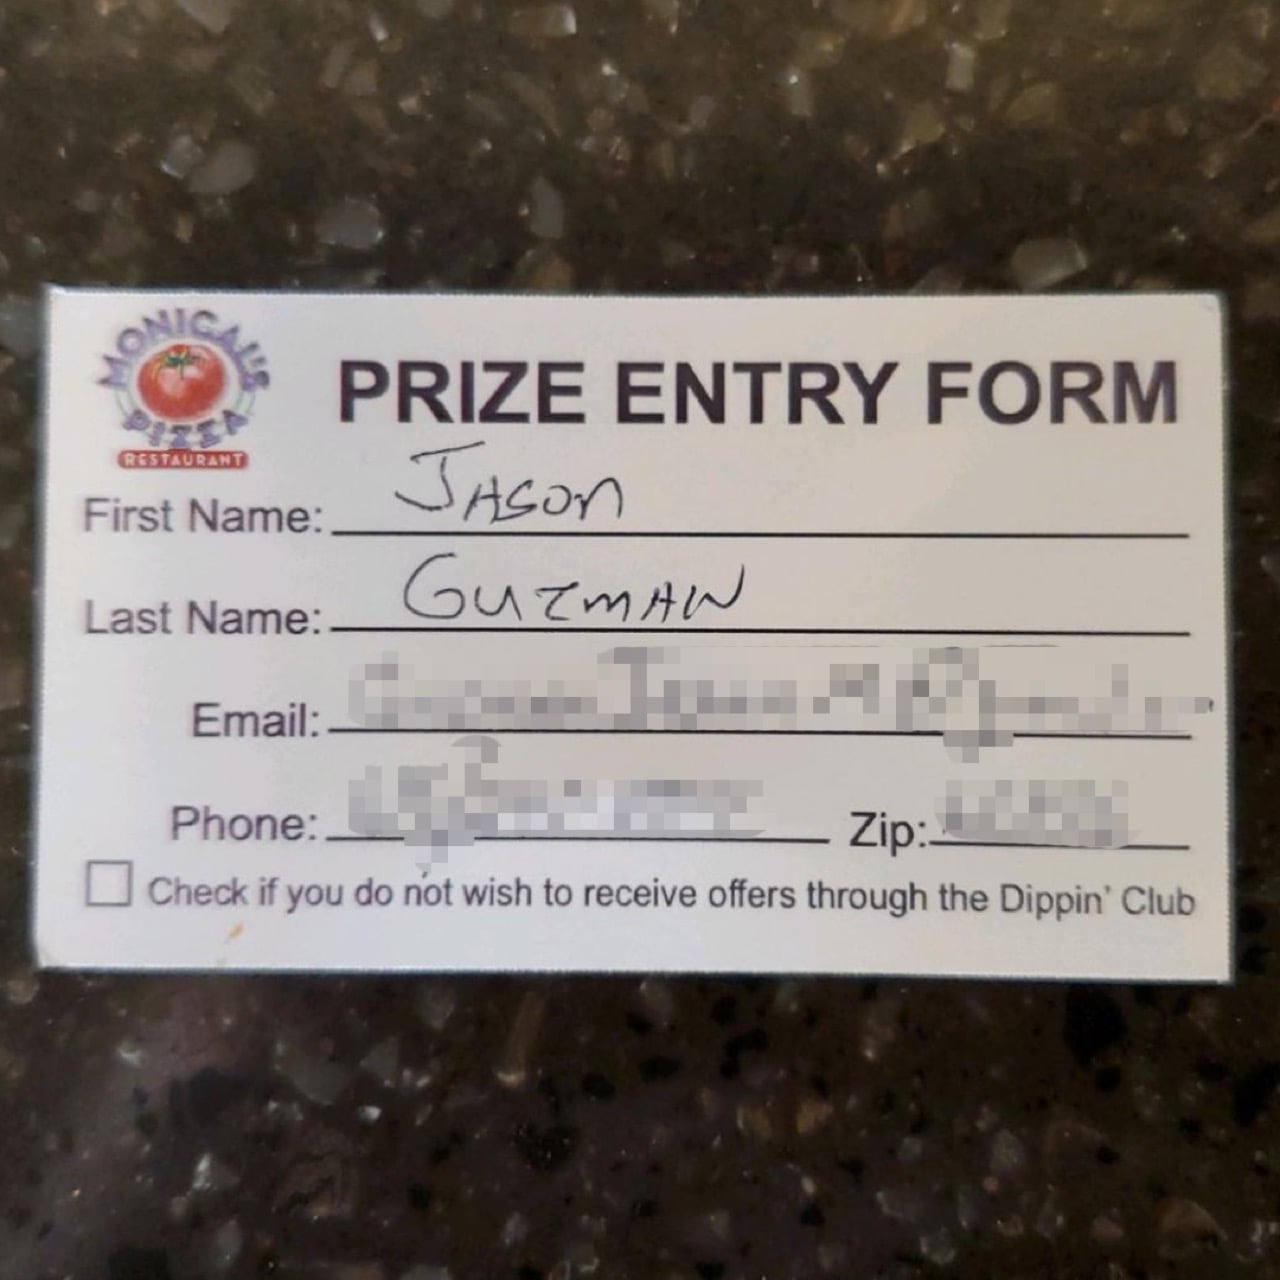 MONICAL'S
PIZZA
RESTAURANT
PRIZE ENTRY FORM
First Name: JASON
Last Name: GUZMAN
Email:
Phone: Zip:
Check if you do not wish to receive offers through the Dippin' Club